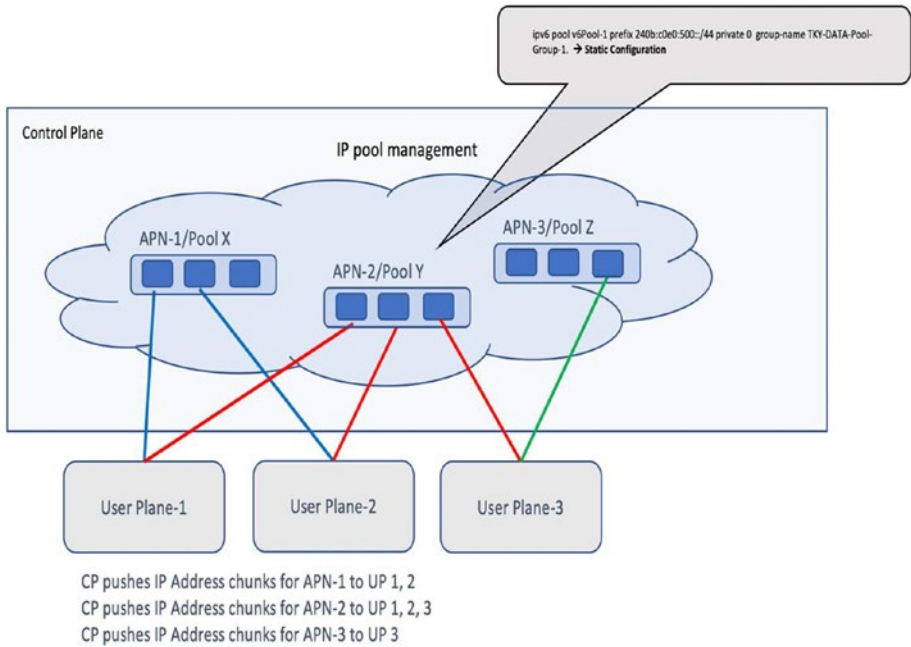 ipv6 pool v6Pool-1 prefix 240b:c0e0:500::/44 private 0 group-name TKY-DATA-Pool-
Group-1. → Static Configuration
Control Plane
IP pool management
APN-1/Pool X
APN-2/Pool Y
APN-3/Pool Z
User Plane-1
User Plane-2
User Plane-3
CP pushes IP Address chunks for APN-1 to UP 1, 2
CP pushes IP Address chunks for APN-2 to UP 1, 2, 3
CP pushes IP Address chunks for APN-3 to UP 3